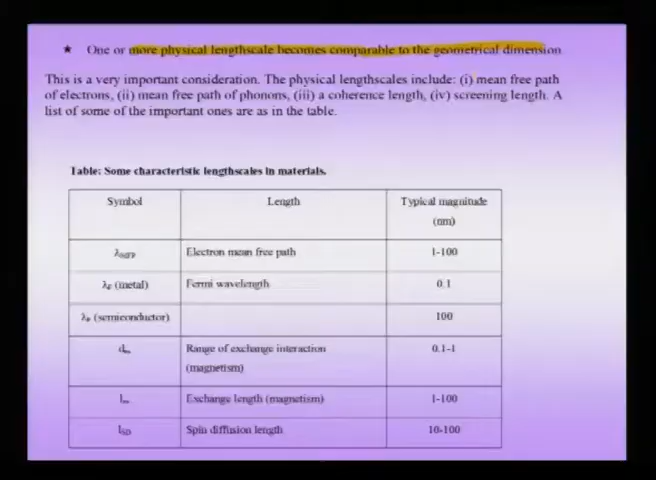 ★ One or more physical lengthscale becomes comparable to the geometrical dimension
This is a very important consideration. The physical lengthscales include: (i) mean free path
of electrons, (ii) mean free path of phonons, (iii) a coherence length, (iv) screening length. A
list of some of the important ones are as in the table.
Table: Some characteristic lengthscales in materials.
Symbol Length Typical magnitude
(nm)
Electron mean free path 1-100
λF (metal) Fermi wavelength 0.1
λF (semiconductor) 100
Range of exchange interaction 0.1-1
(magnetism)
Exchange length (magnetism) 1-100
lSD Spin diffusion length 10-100